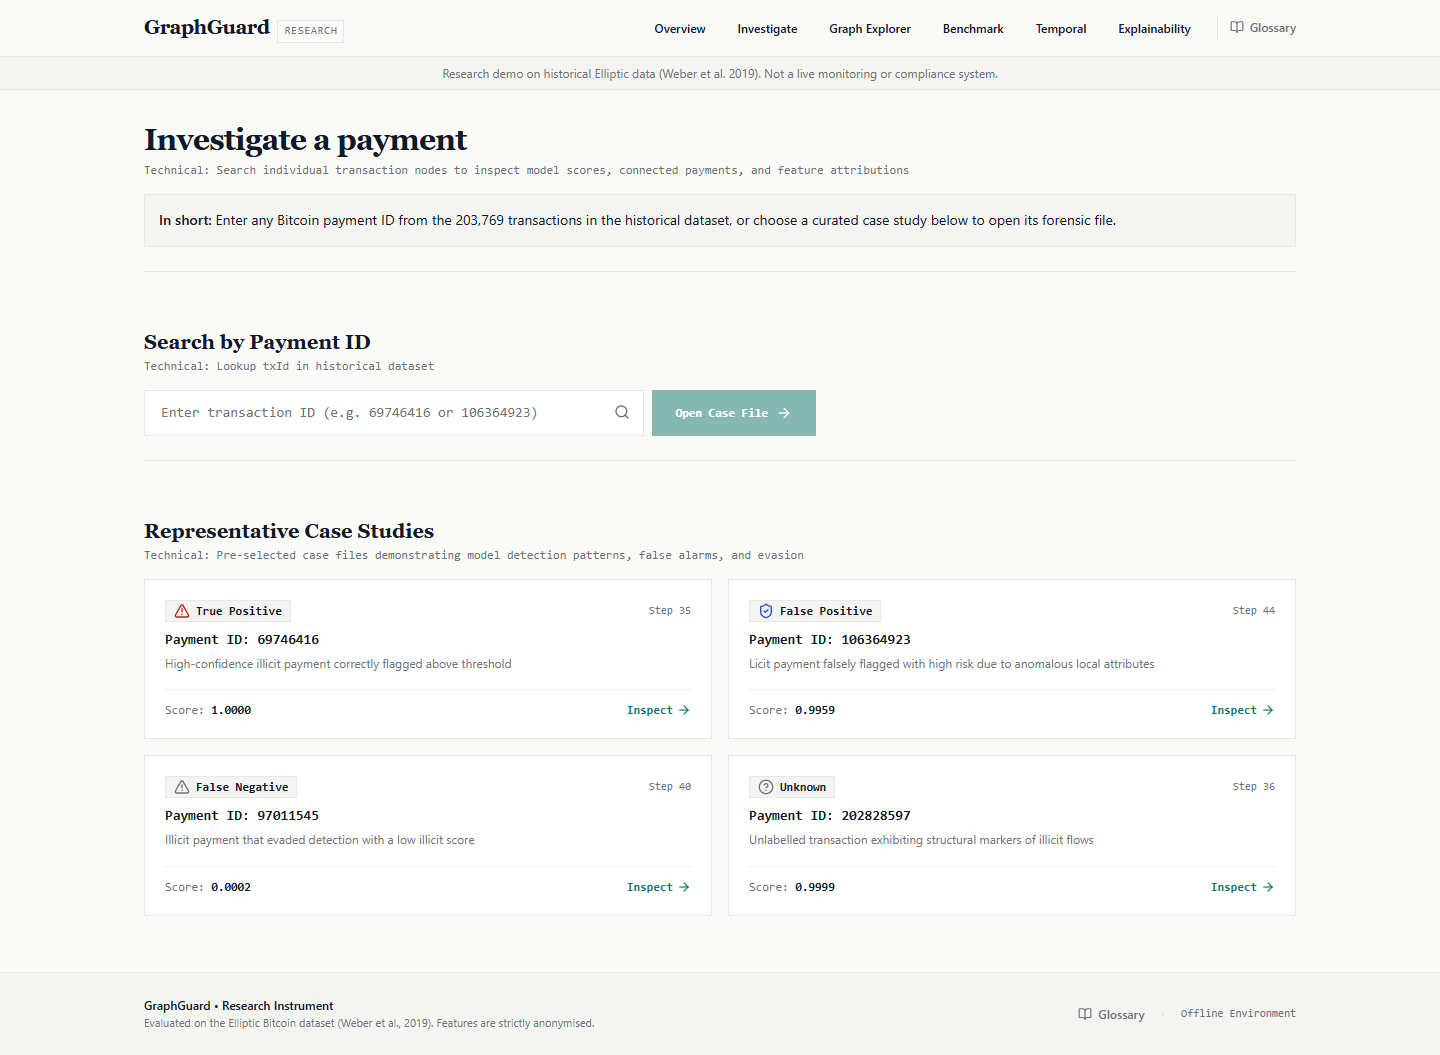 GraphGuard RESEARCH
Overview Investigate Graph Explorer Benchmark Temporal Explainability Glossary
Research demo on historical Elliptic data (Weber et al. 2019). Not a live monitoring or compliance system.
Investigate a payment
Technical: Search individual transaction nodes to inspect model scores, connected payments, and feature attributions
In short: Enter any Bitcoin payment ID from the 203,769 transactions in the historical dataset, or choose a curated case study below to open its forensic file.
Search by Payment ID
Technical: Lookup txId in historical dataset
Enter transaction ID (e.g. 69746416 or 106364923)
Open Case File
Representative Case Studies
Technical: Pre-selected case files demonstrating model detection patterns, false alarms, and evasion
True Positive Step 35
Payment ID: 69746416
High-confidence illicit payment correctly flagged above threshold
Score: 1.0000 Inspect
False Positive Step 44
Payment ID: 106364923
Licit payment falsely flagged with high risk due to anomalous local attributes
Score: 0.9959 Inspect
False Negative Step 40
Payment ID: 97011545
Illicit payment that evaded detection with a low illicit score
Score: 0.0002 Inspect
Unknown Step 36
Payment ID: 202828597
Unlabelled transaction exhibiting structural markers of illicit flows
Score: 0.9999 Inspect
GraphGuard • Research Instrument
Evaluated on the Elliptic Bitcoin dataset (Weber et al., 2019). Features are strictly anonymised.
Glossary Offline Environment